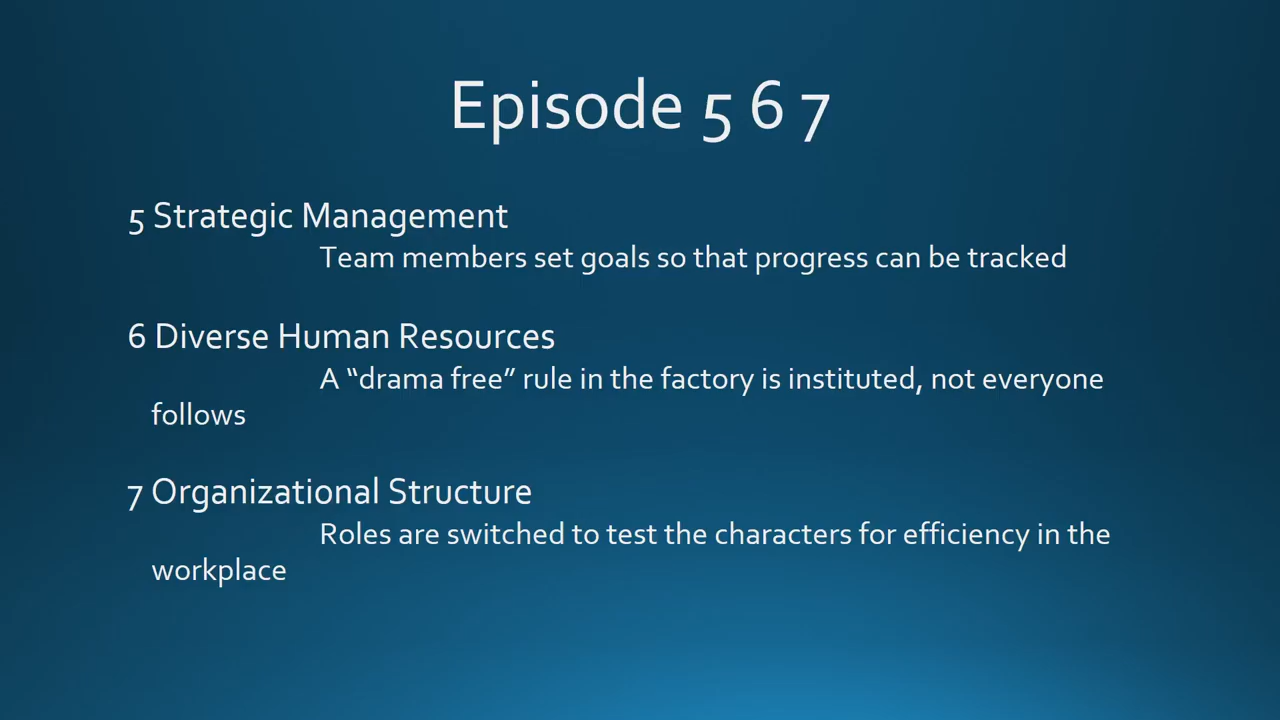 Episode 5 6 7
5 Strategic Management
Team members set goals so that progress can be tracked
6 Diverse Human Resources
A “drama free” rule in the factory is instituted, not everyone
follows
7 Organizational Structure
Roles are switched to test the characters for efficiency in the
workplace